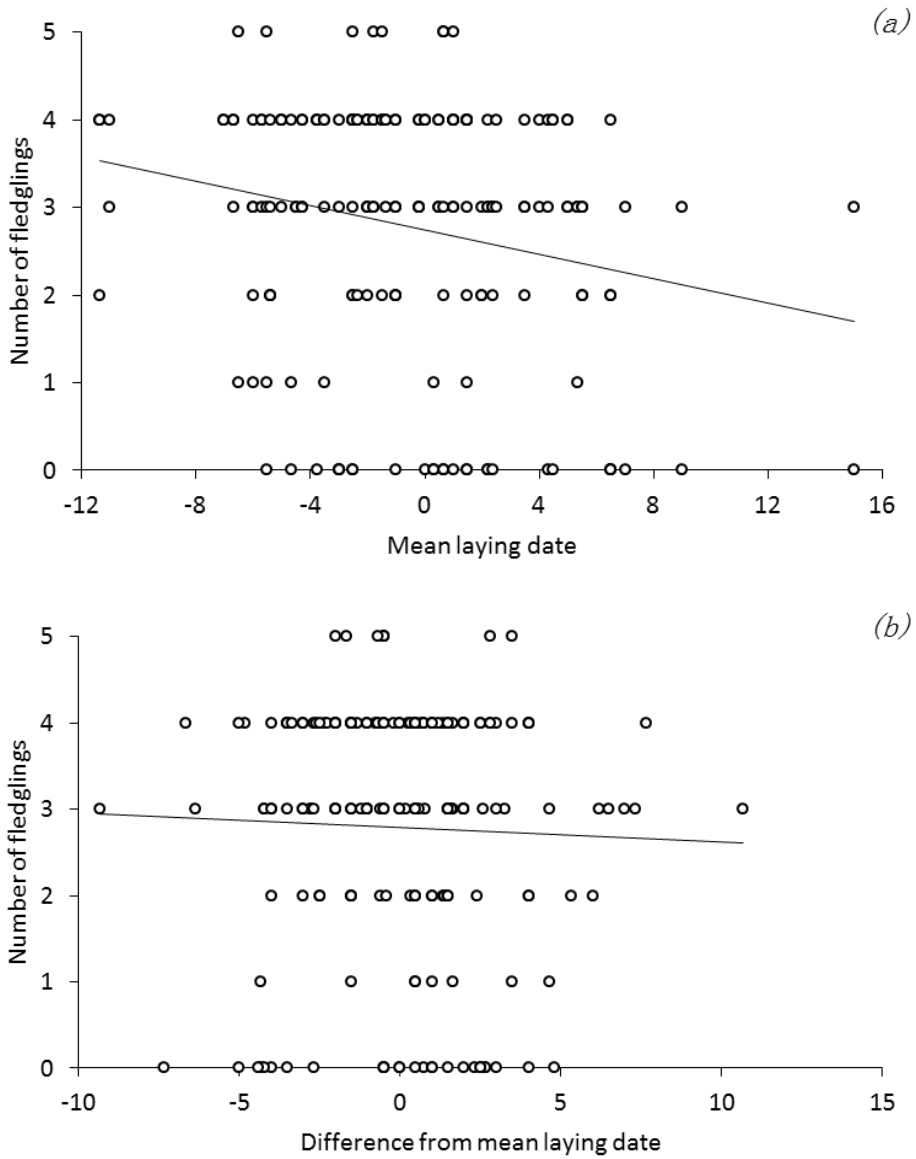 (a)
5
4
3
2
1
0
Number of fledglings
-12 -8 -4 0 4 8 12 16
Mean laying date
(b)
5
4
3
2
1
0
Number of fledglings
-10 -5 0 5 10 15
Difference from mean laying date